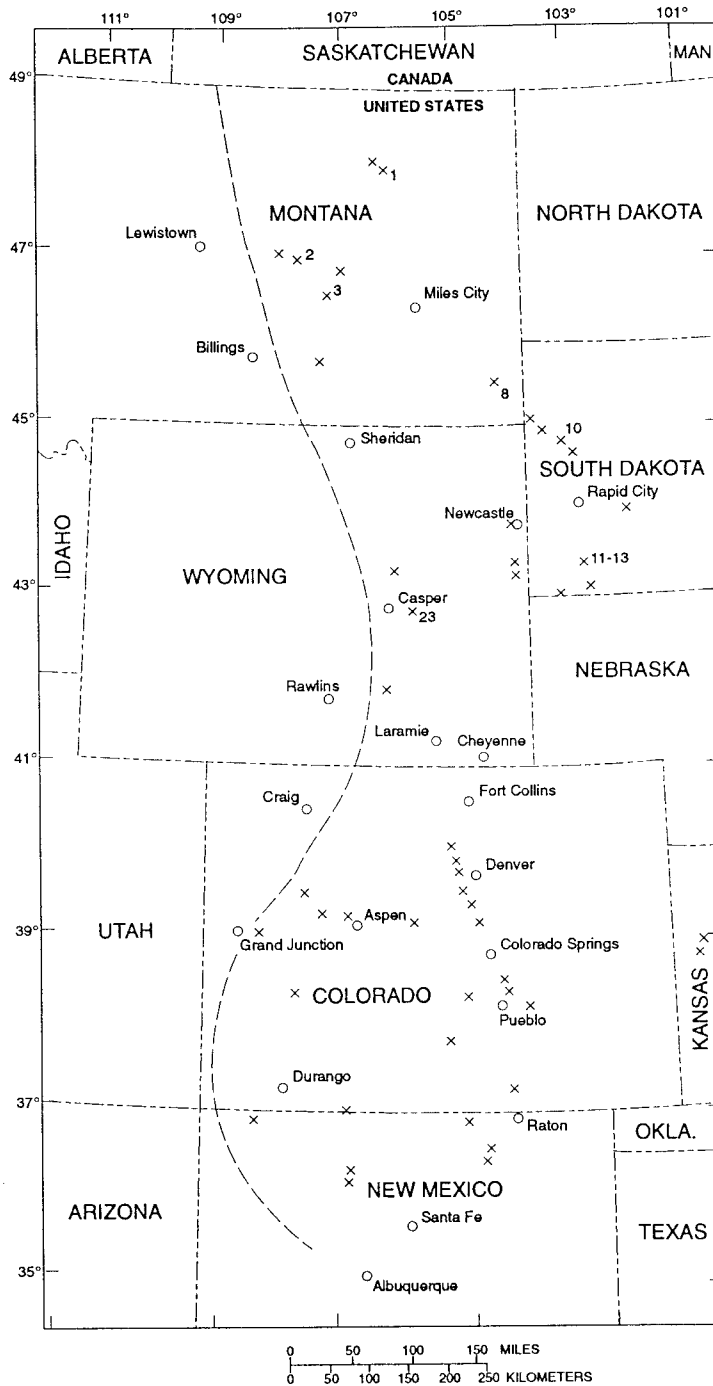 111° 109° 107° 105° 103° 101°
ALBERTA SASKATCHEWAN MAN
49° CANADA
UNITED STATES
1
MONTANA NORTH DAKOTA
Lewistown
47° 2
3 Miles City
Billings
8
45° 10
Sheridan
SOUTH DAKOTA
Rapid City
Newcastle
IDAHO
11-13
WYOMING
43° Casper
23
NEBRASKA
Rawlins
Laramie Cheyenne
41°
Craig Fort Collins
Denver
Aspen
39° UTAH
Grand Junction Colorado Springs
COLORADO
KANSAS
Pueblo
Durango
37°
Raton OKLA.
NEW MEXICO
ARIZONA Santa Fe TEXAS
35°
Albuquerque
0 50 100 150 MILES
0 50 100 150 200 250 KILOMETERS